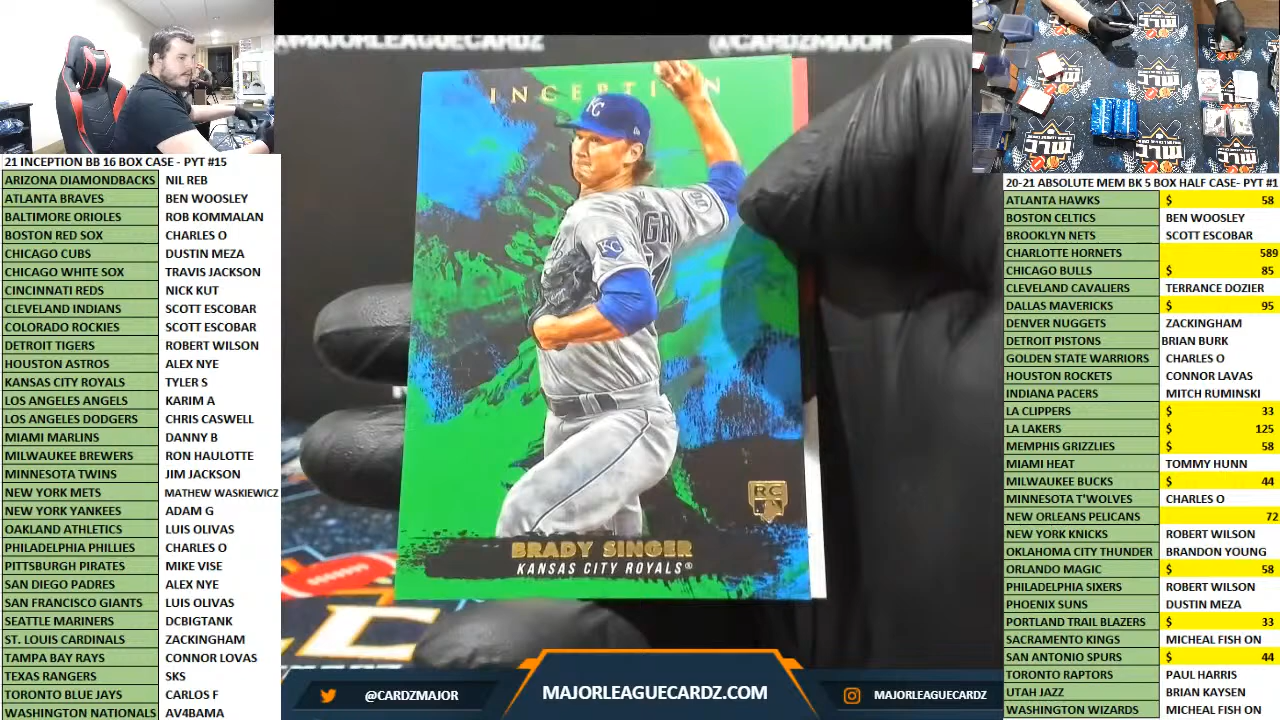 @MAJORLEAGUECARDZ
@CARDZMAJOR
INCEPTION
KC
KC
BRADY SINGER
KANSAS CITY ROYALS®
RC
21 INCEPTION BB 16 BOX CASE - PYT #15
ARIZONA DIAMONDBACKS NIL REB
ATLANTA BRAVES BEN WOOSLEY
BALTIMORE ORIOLES ROB KOMMALAN
BOSTON RED SOX CHARLES O
CHICAGO CUBS DUSTIN MEZA
CHICAGO WHITE SOX TRAVIS JACKSON
CINCINNATI REDS NICK KUT
CLEVELAND INDIANS SCOTT ESCOBAR
COLORADO ROCKIES SCOTT ESCOBAR
DETROIT TIGERS ROBERT WILSON
HOUSTON ASTROS ALEX NYE
KANSAS CITY ROYALS TYLER S
LOS ANGELES ANGELS KARIM A
LOS ANGELES DODGERS CHRIS CASWELL
MIAMI MARLINS DANNY B
MILWAUKEE BREWERS RON HAULOTTE
MINNESOTA TWINS JIM JACKSON
NEW YORK METS MATHEW WASKIEWICZ
NEW YORK YANKEES ADAM G
OAKLAND ATHLETICS LUIS OLIVAS
PHILADELPHIA PHILLIES CHARLES O
PITTSBURGH PIRATES MIKE VISE
SAN DIEGO PADRES ALEX NYE
SAN FRANCISCO GIANTS LUIS OLIVAS
SEATTLE MARINERS DCBIGTANK
ST. LOUIS CARDINALS ZACKINGHAM
TAMPA BAY RAYS CONNOR LOVAS
TEXAS RANGERS SKS
TORONTO BLUE JAYS CARLOS F
WASHINGTON NATIONALS AV4BAMA
20-21 ABSOLUTE MEM BK 5 BOX HALF CASE- PYT #1
ATLANTA HAWKS $ 58
BOSTON CELTICS BEN WOOSLEY
BROOKLYN NETS SCOTT ESCOBAR
CHARLOTTE HORNETS 589
CHICAGO BULLS $ 85
CLEVELAND CAVALIERS TERRANCE DOZIER
DALLAS MAVERICKS $ 95
DENVER NUGGETS ZACKINGHAM
DETROIT PISTONS BRIAN BURK
GOLDEN STATE WARRIORS CHARLES O
HOUSTON ROCKETS CONNOR LAVAS
INDIANA PACERS MITCH RUMINSKI
LA CLIPPERS $ 33
LA LAKERS $ 125
MEMPHIS GRIZZLIES $ 58
MIAMI HEAT TOMMY HUNN
MILWAUKEE BUCKS $ 44
MINNESOTA T'WOLVES CHARLES O
NEW ORLEANS PELICANS 72
NEW YORK KNICKS ROBERT WILSON
OKLAHOMA CITY THUNDER BRANDON YOUNG
ORLANDO MAGIC $ 58
PHILADELPHIA SIXERS ROBERT WILSON
PHOENIX SUNS DUSTIN MEZA
PORTLAND TRAIL BLAZERS $ 33
SACRAMENTO KINGS MICHEAL FISH ON
SAN ANTONIO SPURS $ 44
TORONTO RAPTORS PAUL HARRIS
UTAH JAZZ BRIAN KAYSEN
WASHINGTON WIZARDS MICHEAL FISH ON
@CARDZMAJOR
MAJORLEAGUECARDZ.COM
MAJORLEAGUECARDZ